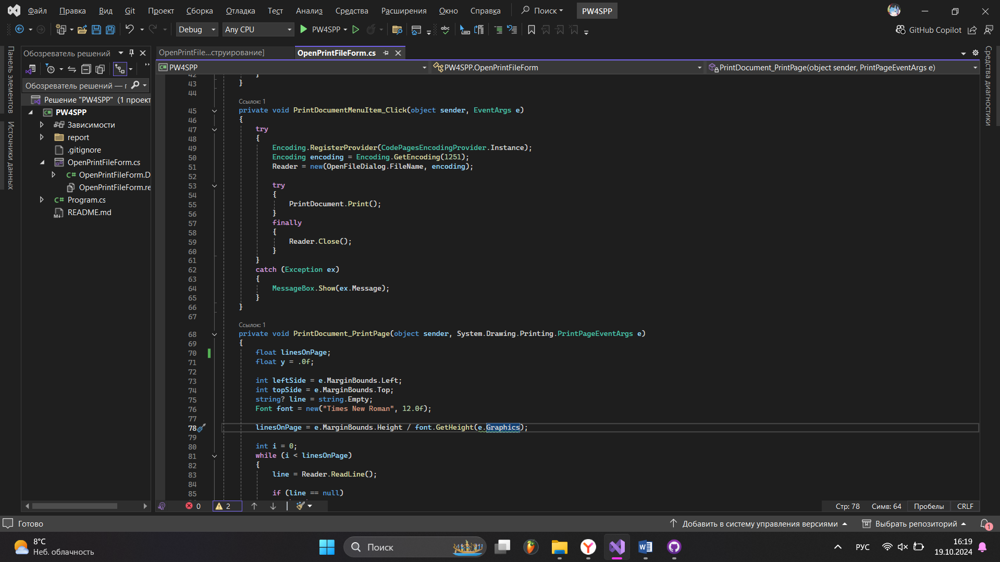 Файл Правка Вид Git Проект Сборка Отладка Тест Анализ Средства Расширения Окно Справка Поиск PW4SPP
Debug Any CPU PW4SPP abc GitHub Copilot
Панель элементов
Источники данных
Обозреватель решений
Обозреватель решений — г
Решение "PW4SPP" (1 проект
PW4SPP
Зависимости
report
.gitignore
OpenPrintFileForm.cs
C# OpenPrintFileForm.D
OpenPrintFileForm.re
C# Program.cs
README.md
OpenPrintFile...струирование] OpenPrintFileForm.cs
PW4SPP PW4SPP.OpenPrintFileForm PrintDocument_PrintPage(object sender, PrintPageEventArgs e)
42 }
43 }
44
Ссылок: 1
45 private void PrintDocumentMenuItem_Click(object sender, EventArgs e)
46 {
47 try
48 {
49 Encoding.RegisterProvider(CodePagesEncodingProvider.Instance);
50 Encoding encoding = Encoding.GetEncoding(1251);
51 Reader = new(OpenFileDialog.FileName, encoding);
52
53 try
54 {
55 PrintDocument.Print();
56 }
57 finally
58 {
59 Reader.Close();
60 }
61 }
62 catch (Exception ex)
63 {
64 MessageBox.Show(ex.Message);
65 }
66 }
67
Ссылок: 1
68 private void PrintDocument_PrintPage(object sender, System.Drawing.Printing.PrintPageEventArgs e)
69 {
70 float linesOnPage;
71 float y = .0f;
72
73 int leftSide = e.MarginBounds.Left;
74 int topSide = e.MarginBounds.Top;
75 string? line = string.Empty;
76 Font font = new("Times New Roman", 12.0f);
77
78 linesOnPage = e.MarginBounds.Height / font.GetHeight(e.Graphics);
79
80 int i = 0;
81 while (i < linesOnPage)
82 {
83 line = Reader.ReadLine();
84
85 if (line == null)
0 2 Стр: 78 Симв: 64 Пробелы CRLF
Средства диагностики
Готово Добавить в систему управления версиями Выбрать репозиторий 1
8°C
Неб. облачность
Поиск
РУС
16:19
19.10.2024